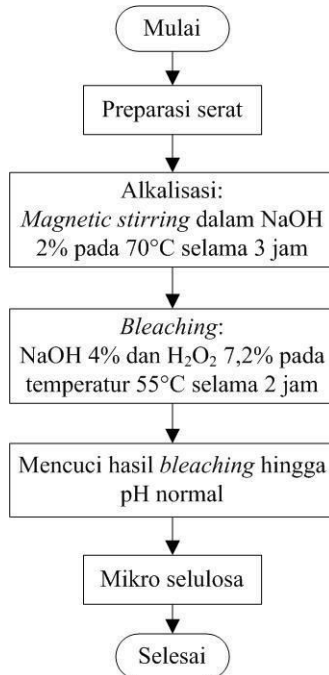 Mulai
Preparasi serat
Alkalisasi:
Magnetic stirring dalam NaOH
2% pada 70°C selama 3 jam
Bleaching:
NaOH 4% dan H₂O₂ 7,2% pada
temperatur 55°C selama 2 jam
Mencuci hasil bleaching hingga
pH normal
Mikro selulosa
Selesai